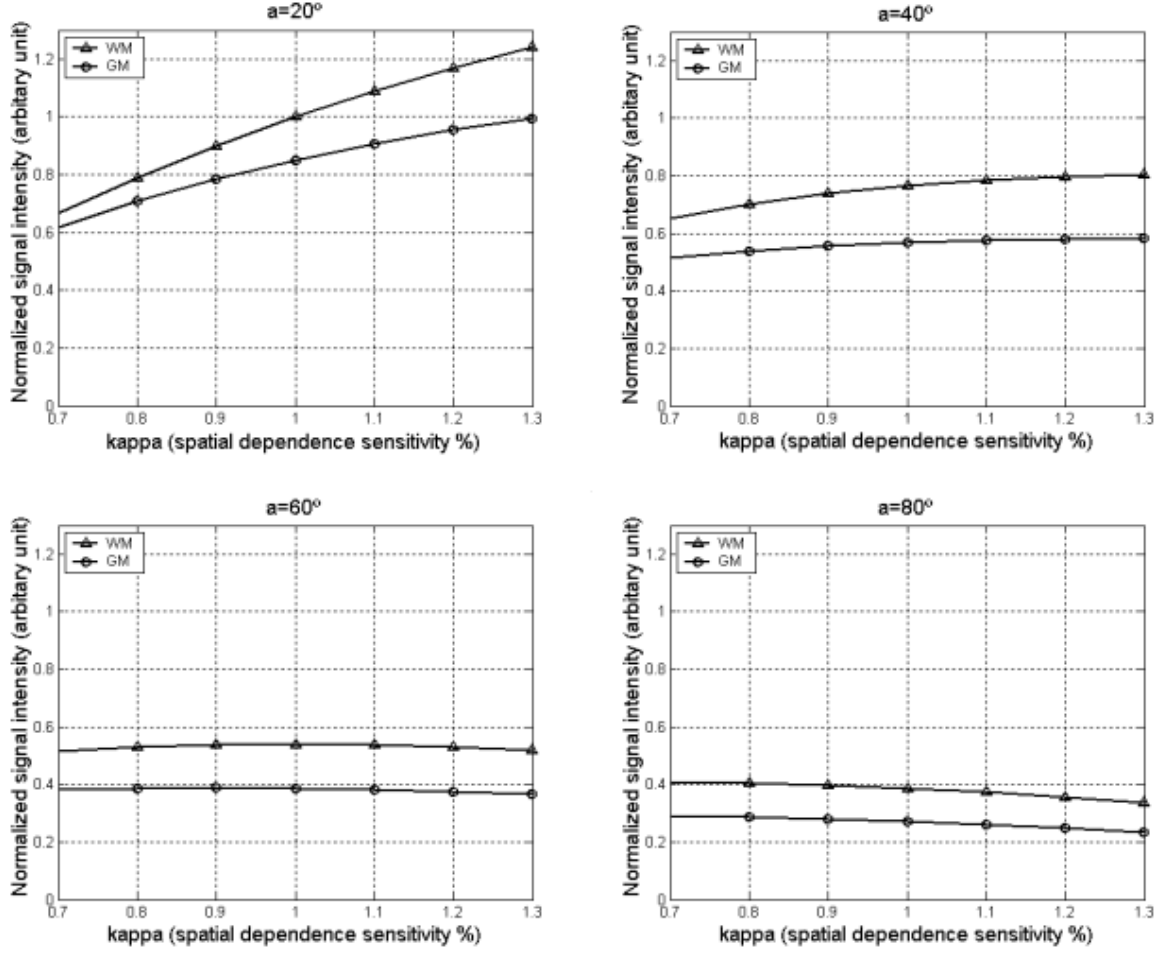 a=20º
WM
GM
Normalized signal intensity (arbitary unit)
1.2
1
0.8
0.6
0.4
0.2
0
0.7 0.8 0.9 1 1.1 1.2 1.3
kappa (spatial dependence sensitivity %)
a=40º
WM
GM
Normalized signal intensity (arbitary unit)
1.2
1
0.8
0.6
0.4
0.2
0
0.7 0.8 0.9 1 1.1 1.2 1.3
kappa (spatial dependence sensitivity %)
a=60º
WM
GM
Normalized signal intensity (arbitary unit)
1.2
1
0.8
0.6
0.4
0.2
0
0.7 0.8 0.9 1 1.1 1.2 1.3
kappa (spatial dependence sensitivity %)
a=80º
WM
GM
Normalized signal intensity (arbitary unit)
1.2
1
0.8
0.6
0.4
0.2
0
0.7 0.8 0.9 1 1.1 1.2 1.3
kappa (spatial dependence sensitivity %)